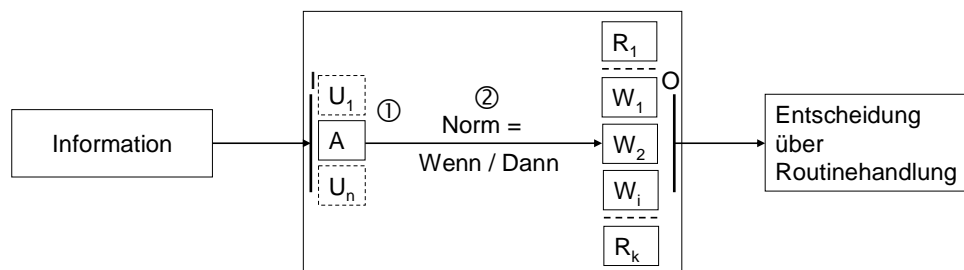 Information
I
U1
A
Un
①
②
Norm =
Wenn / Dann
R1
W1
W2
Wi
Rk
O
Entscheidung
über
Routinehandlung